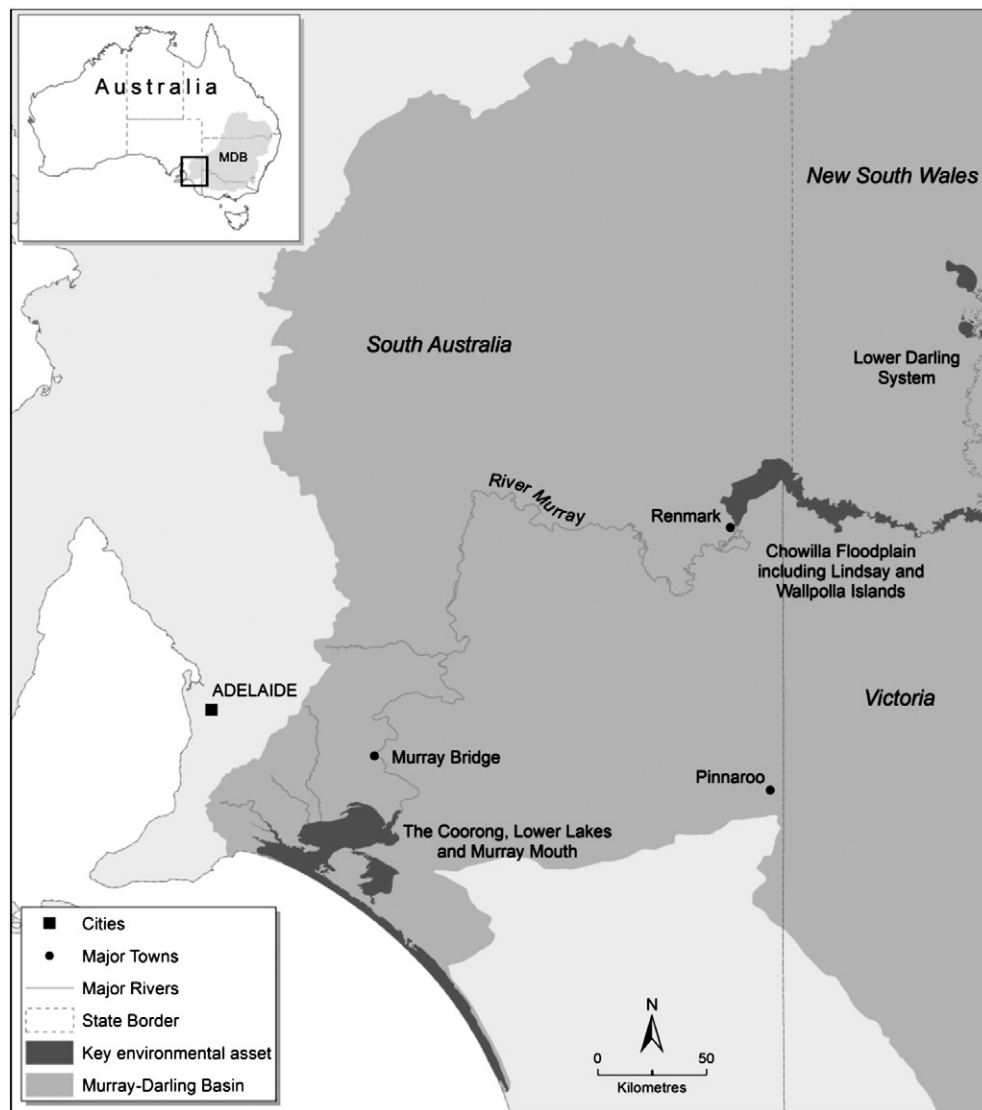 Australia
MDB
New South Wales
South Australia
Lower Darling
System
River Murray
Renmark
Chowilla Floodplain
including Lindsay and
Wallpolla Islands
ADELAIDE
Victoria
Murray Bridge
Pinnaroo
The Coorong, Lower Lakes
and Murray Mouth
Cities
Major Towns
Major Rivers
State Border
Key environmental asset
Murray-Darling Basin
N
0 50
Kilometres